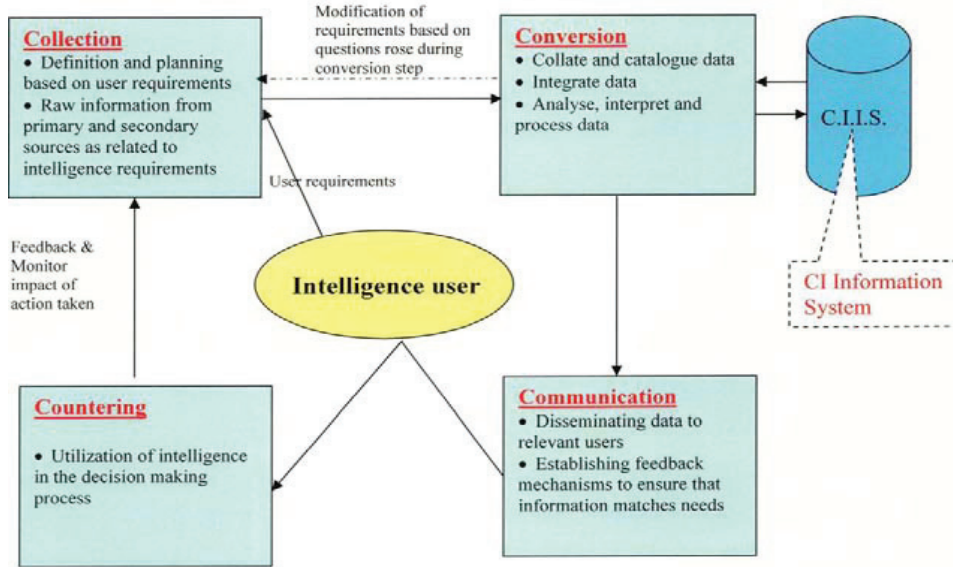 Collection
• Definition and planning
based on user requirements
• Raw information from
primary and secondary
sources as related to
intelligence requirements
Modification of
requirements based on
questions rose during
conversion step
Conversion
• Collate and catalogue data
• Integrate data
• Analyse, interpret and
process data
C.I.I.S.
CI Information
System
User requirements
Feedback &
Monitor
impact of
action taken
Intelligence user
Countering
• Utilization of intelligence
in the decision making
process
Communication
• Disseminating data to
relevant users
• Establishing feedback
mechanisms to ensure that
information matches needs